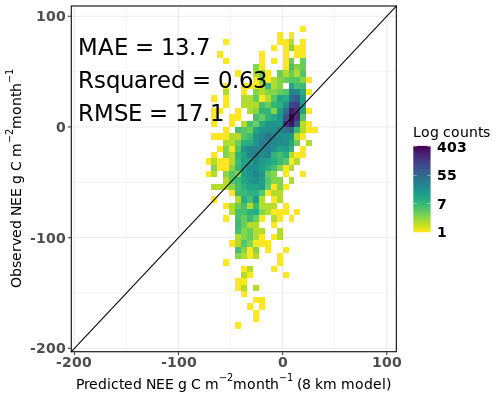 100
0
-100
-200
Observed NEE g C m⁻²month⁻¹
MAE = 13.7
Rsquared = 0.63
RMSE = 17.1
-200 -100 0 100
Predicted NEE g C m⁻²month⁻¹ (8 km model)
Log counts
403
55
7
1